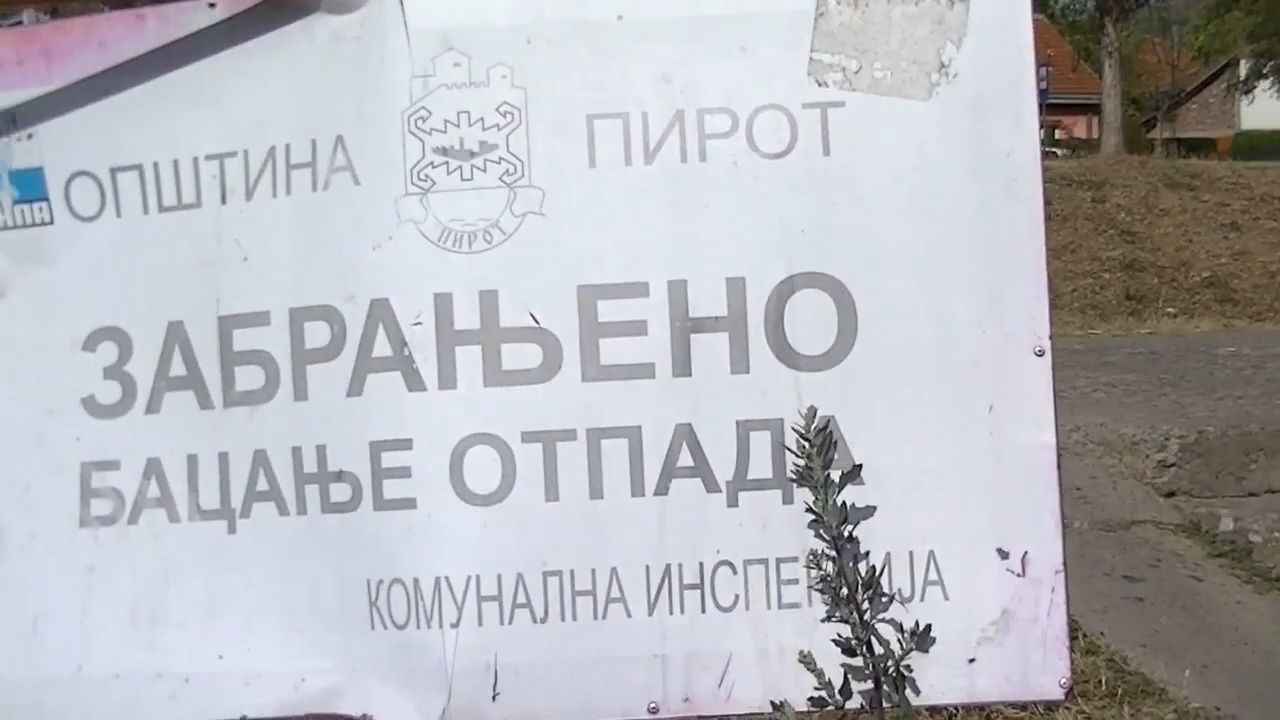 ОПШТИНА ПИРОТ
ПИРОТ
ЗАБРАЊЕНО
БАЦАЊЕ ОТПАДА
КОМУНАЛНА ИНСПЕКЦИЈА